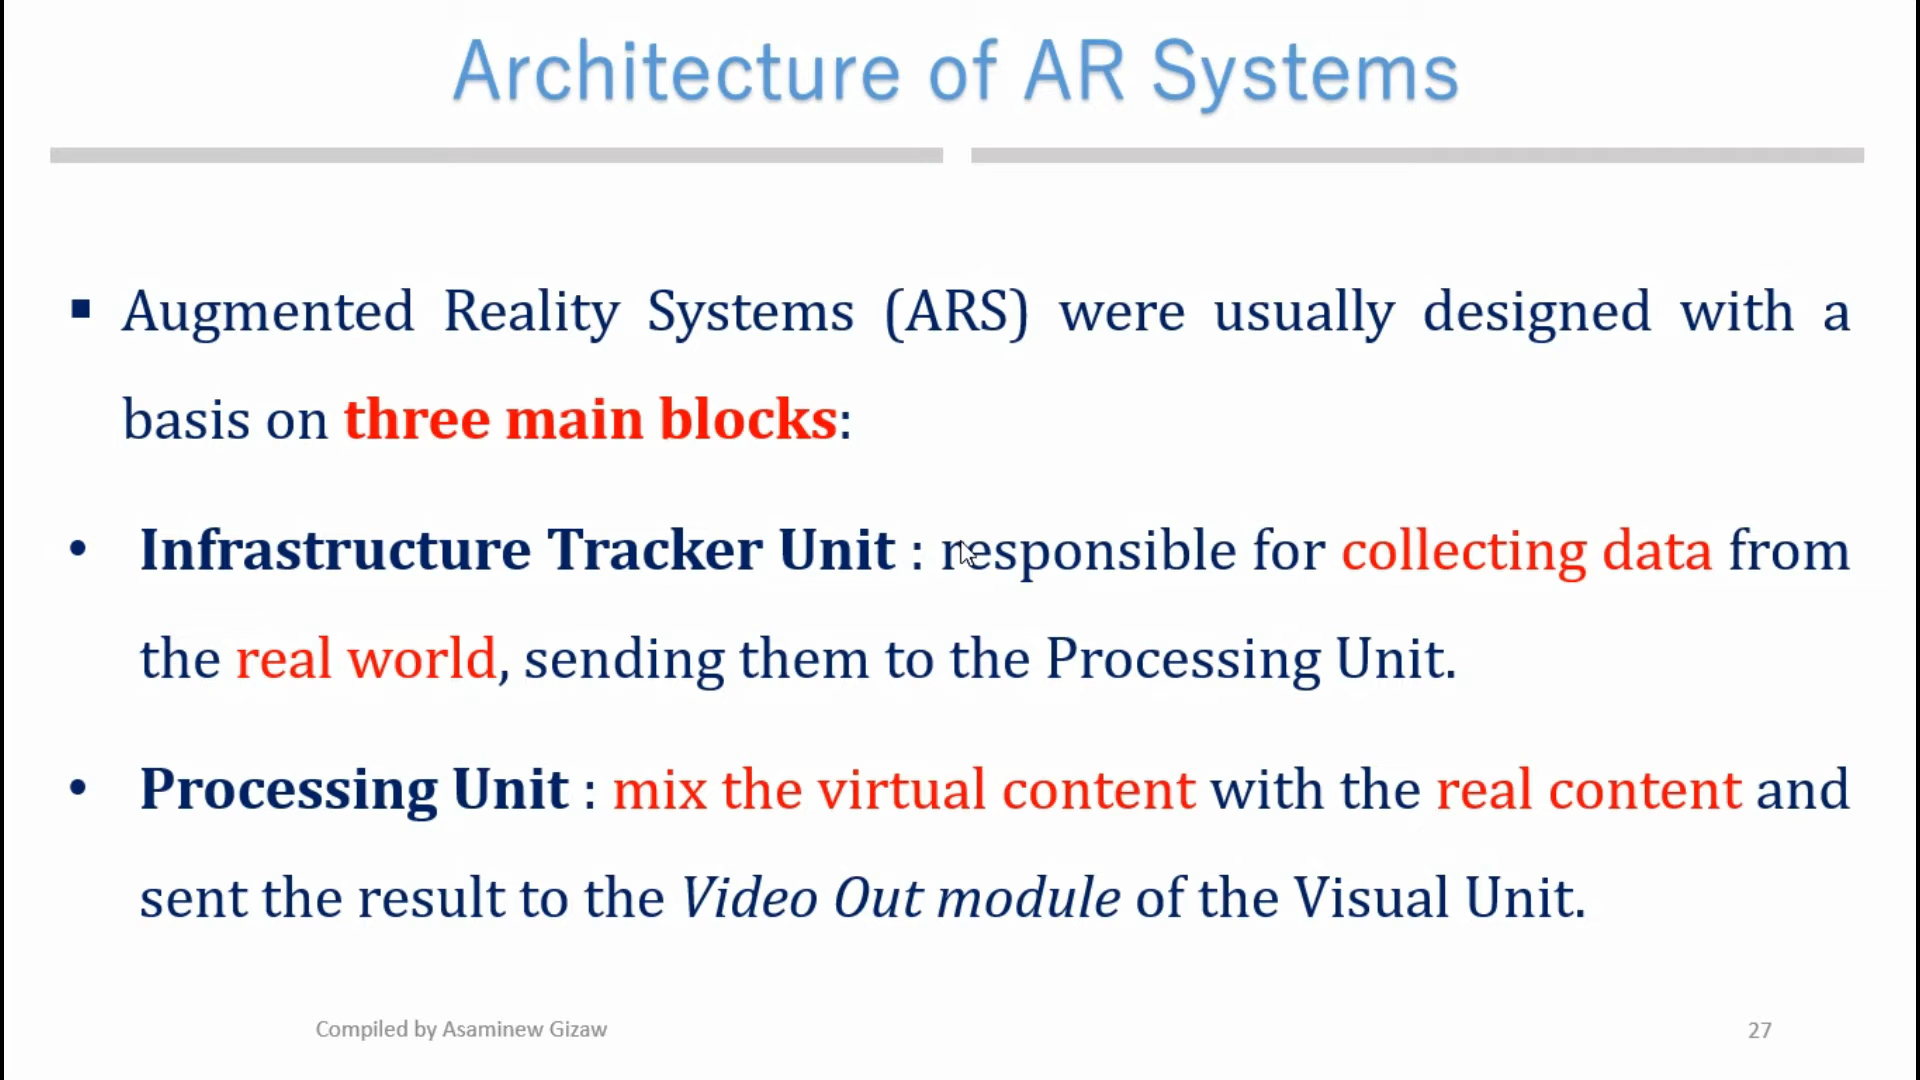 Architecture of AR Systems
▪ Augmented Reality Systems (ARS) were usually designed with a
basis on three main blocks:
• Infrastructure Tracker Unit : responsible for collecting data from
the real world, sending them to the Processing Unit.
• Processing Unit : mix the virtual content with the real content and
sent the result to the Video Out module of the Visual Unit.
Compiled by Asaminew Gizaw
27